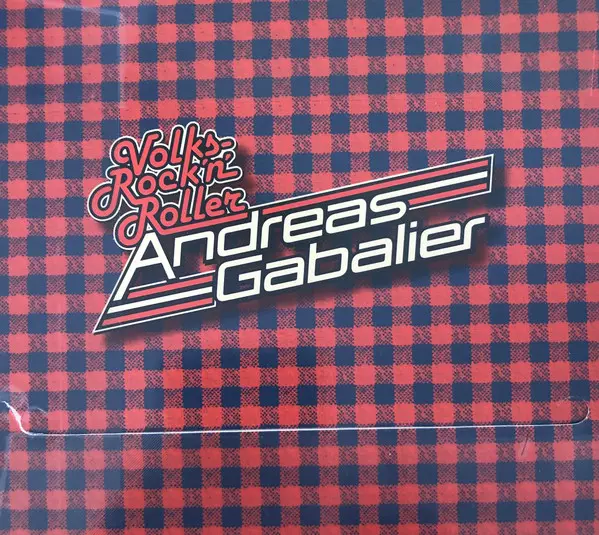 Volks-
Rock'n'
Roller
Andreas
Gabalier